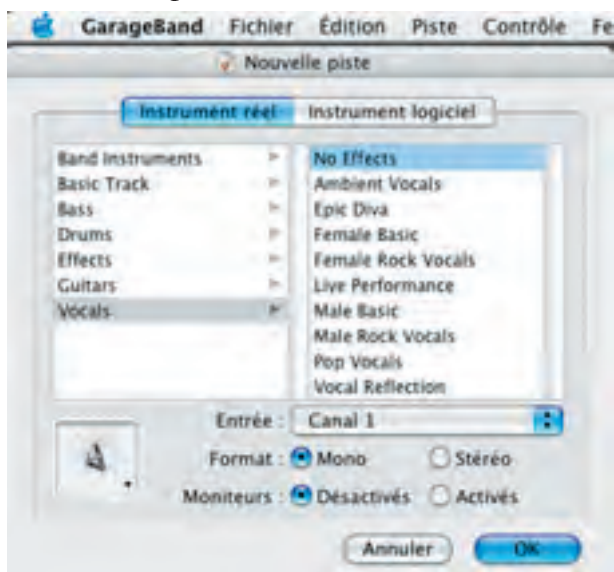 GarageBand Fichier Édition Piste Contrôle Fe
Nouvelle piste
Instrument réel Instrument logiciel
Band Instruments
Basic Track
Bass
Drums
Effects
Guitars
Vocals
No Effects
Ambient Vocals
Epic Diva
Female Basic
Female Rock Vocals
Live Performance
Male Basic
Male Rock Vocals
Pop Vocals
Vocal Reflection
Entrée : Canal 1
Format : Mono Stéréo
Moniteurs : Désactivés Activés
Annuler OK